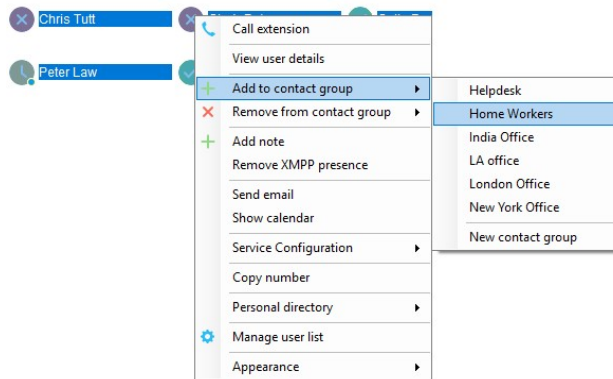 Chris Tutt
Peter Law
Call extension
View user details
Add to contact group
Remove from contact group
Add note
Remove XMPP presence
Send email
Show calendar
Service Configuration
Copy number
Personal directory
Manage user list
Appearance
Helpdesk
Home Workers
India Office
LA office
London Office
New York Office
New contact group